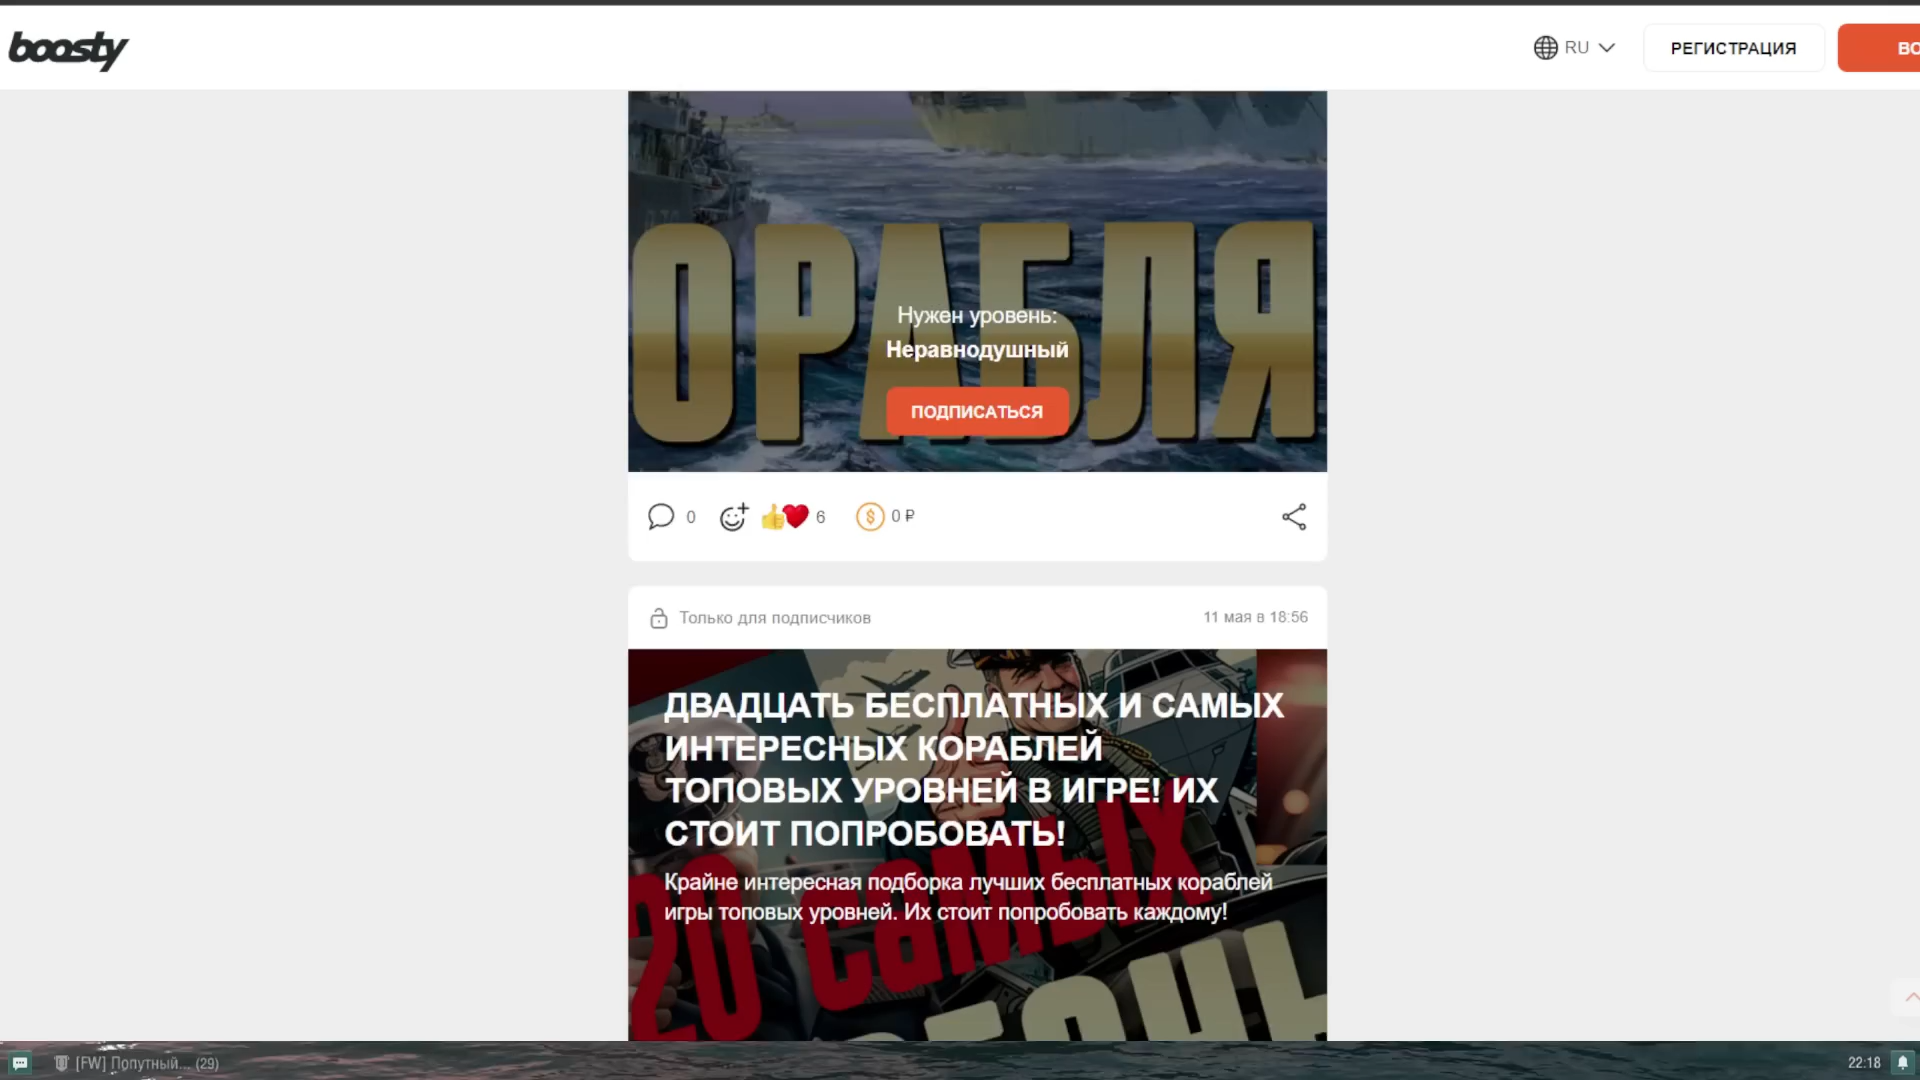 boosty
RU
РЕГИСТРАЦИЯ
ВО
ОРАБЛЯ
Нужен уровень:
Неравнодушный
ПОДПИСАТЬСЯ
0
6
0 ₽
Только для подписчиков
11 мая в 18:56
ДВАДЦАТЬ БЕСПЛАТНЫХ И САМЫХ
ИНТЕРЕСНЫХ КОРАБЛЕЙ
ТОПОВЫХ УРОВНЕЙ В ИГРЕ! ИХ
СТОИТ ПОПРОБОВАТЬ!
Крайне интересная подборка лучших бесплатных кораблей
игры топовых уровней. Их стоит попробовать каждому!
20 самых
[FW] Попутный... (29)
22:18